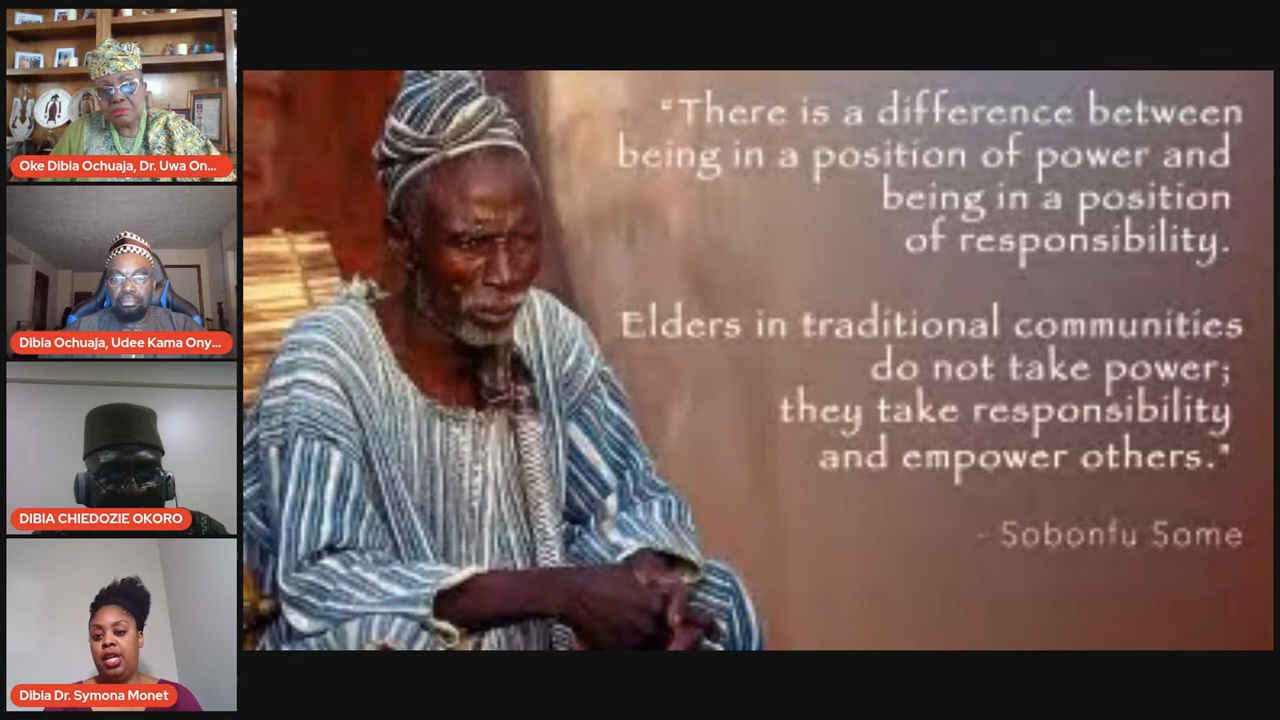 Oke Dibia Ochuaja, Dr. Uwa On...
Dibia Ochuaja, Udee Kama Ony...
DIBIA CHIEDOZIE OKORO
Dibia Dr. Symona Monet
"There is a difference between
being in a position of power and
being in a position
of responsibility.
Elders in traditional communities
do not take power;
they take responsibility
and empower others."
- Sobonfu Some